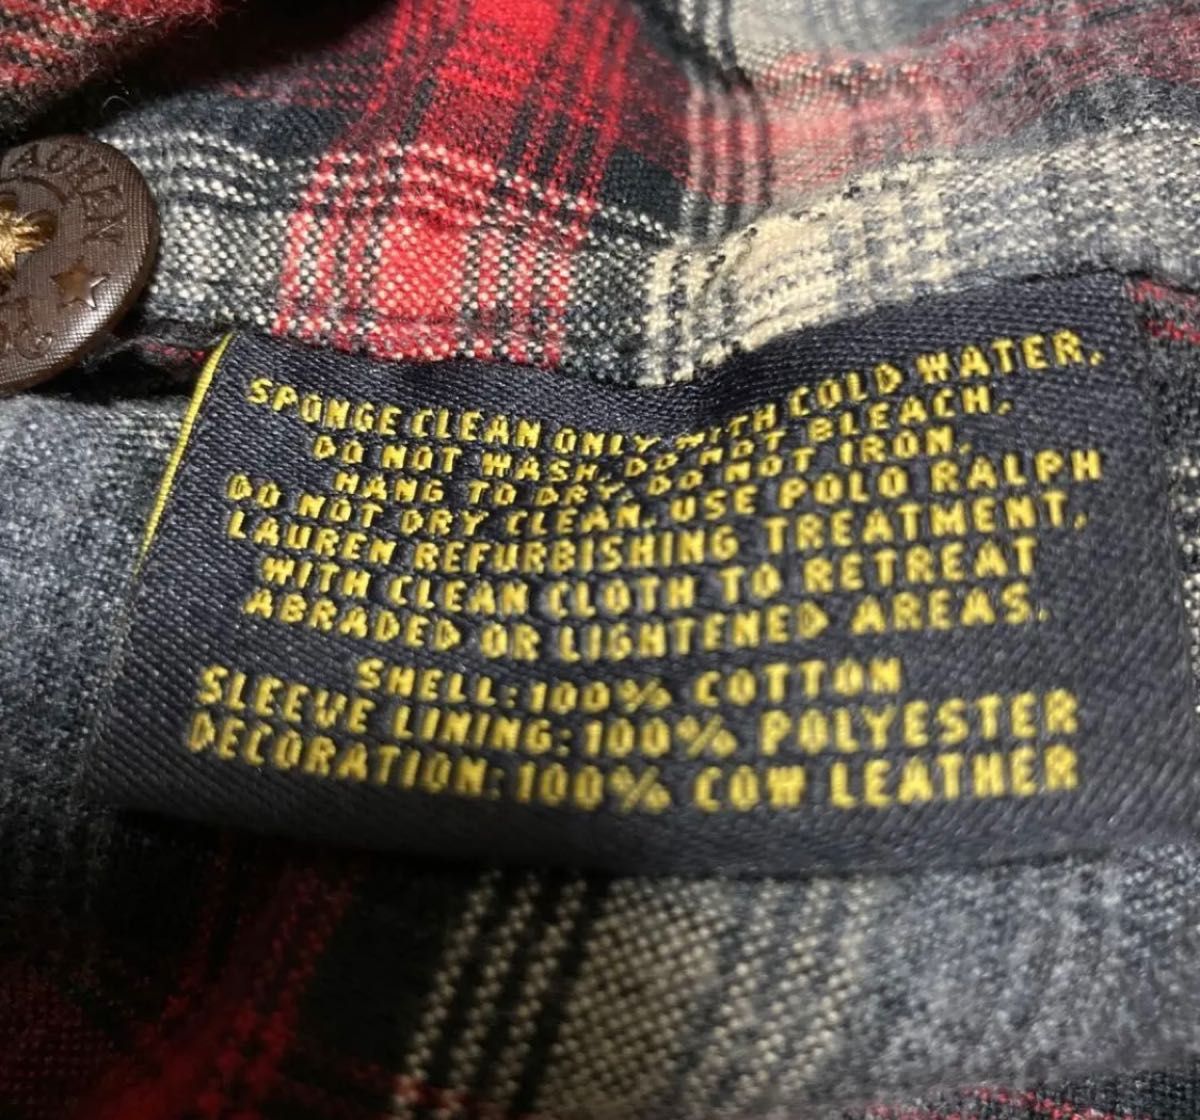 AUREN
SPONGE CLEAN ONLY WITH COLD WATER.
DO NOT WASH. DO NOT BLEACH.
HANG TO DRY. DO NOT IRON.
DO NOT DRY CLEAN. USE POLO RALPH
LAUREN REFURBISHING TREATMENT,
WITH CLEAN CLOTH TO RETREAT
ABRADED OR LIGHTENED AREAS.
SHELL: 100% COTTON
SLEEVE LINING: 100% POLYESTER
DECORATION: 100% COW LEATHER